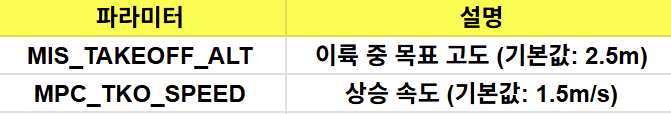 파라미터 설명
MIS_TAKEOFF_ALT 이륙 중 목표 고도 (기본값: 2.5m)
MPC_TKO_SPEED 상승 속도 (기본값: 1.5m/s)